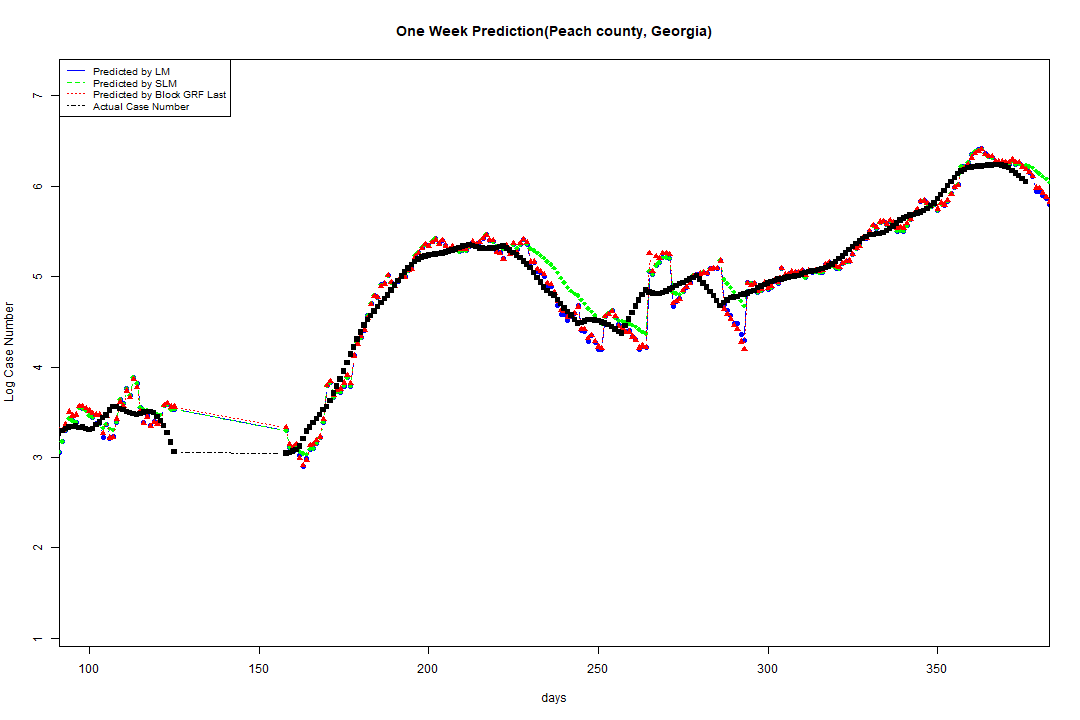 One Week Prediction(Peach county, Georgia)
Predicted by LM
Predicted by SLM
Predicted by Block GRF Last
Actual Case Number
7
6
5
4
3
2
1
Log Case Number
100 150 200 250 300 350
days